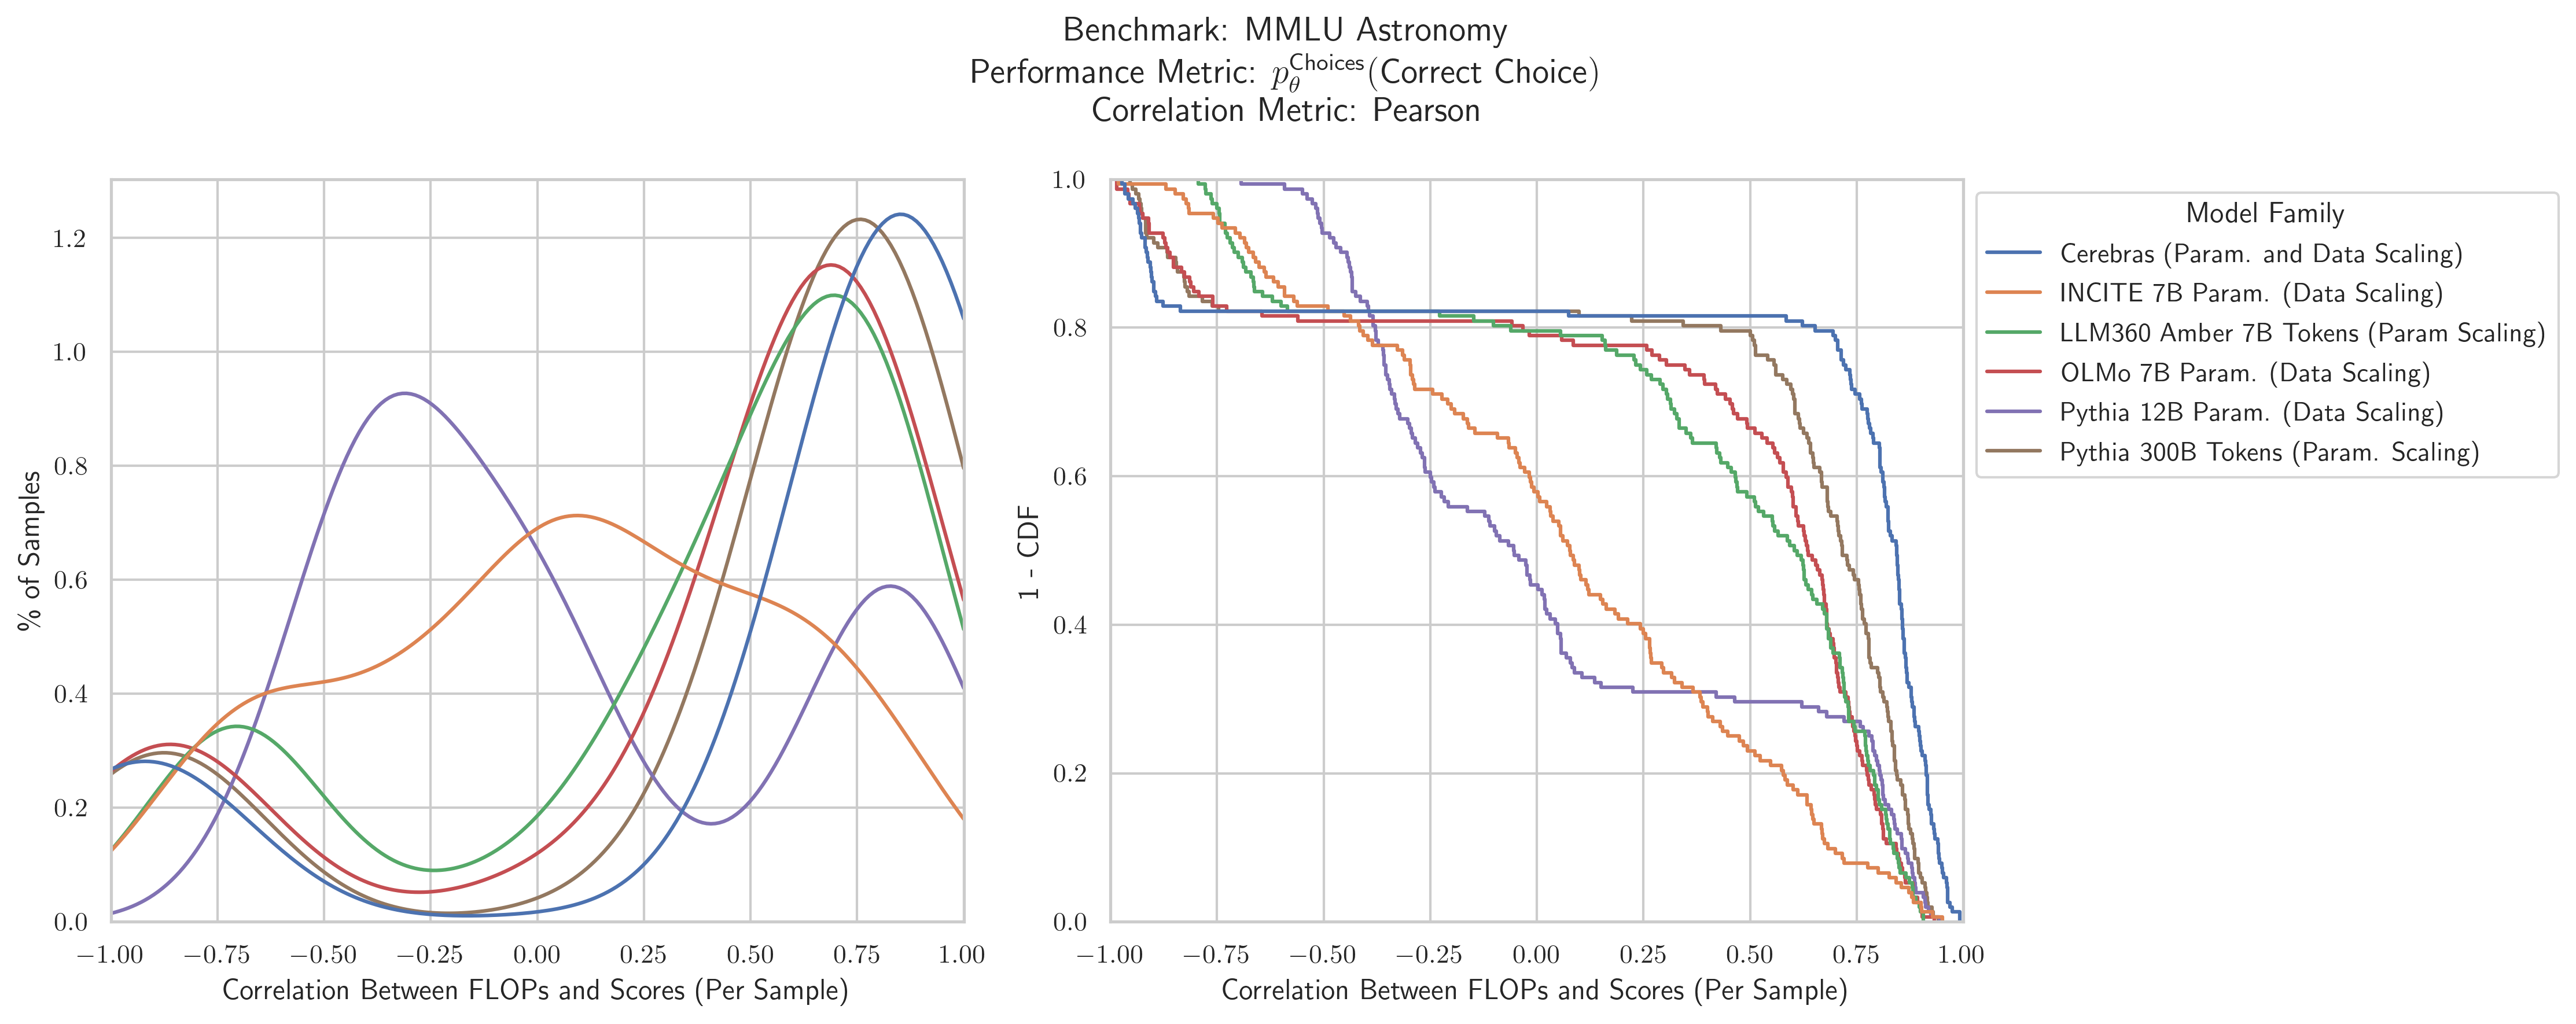 Benchmark: MMLU Astronomy
Performance Metric: p_θ^Choices(Correct Choice)
Correlation Metric: Pearson
% of Samples
1.2
1.0
0.8
0.6
0.4
0.2
0.0
−1.00 −0.75 −0.50 −0.25 0.00 0.25 0.50 0.75 1.00
Correlation Between FLOPs and Scores (Per Sample)
1 - CDF
1.0
0.8
0.6
0.4
0.2
0.0
−1.00 −0.75 −0.50 −0.25 0.00 0.25 0.50 0.75 1.00
Correlation Between FLOPs and Scores (Per Sample)
Model Family
Cerebras (Param. and Data Scaling)
INCITE 7B Param. (Data Scaling)
LLM360 Amber 7B Tokens (Param Scaling)
OLMo 7B Param. (Data Scaling)
Pythia 12B Param. (Data Scaling)
Pythia 300B Tokens (Param. Scaling)